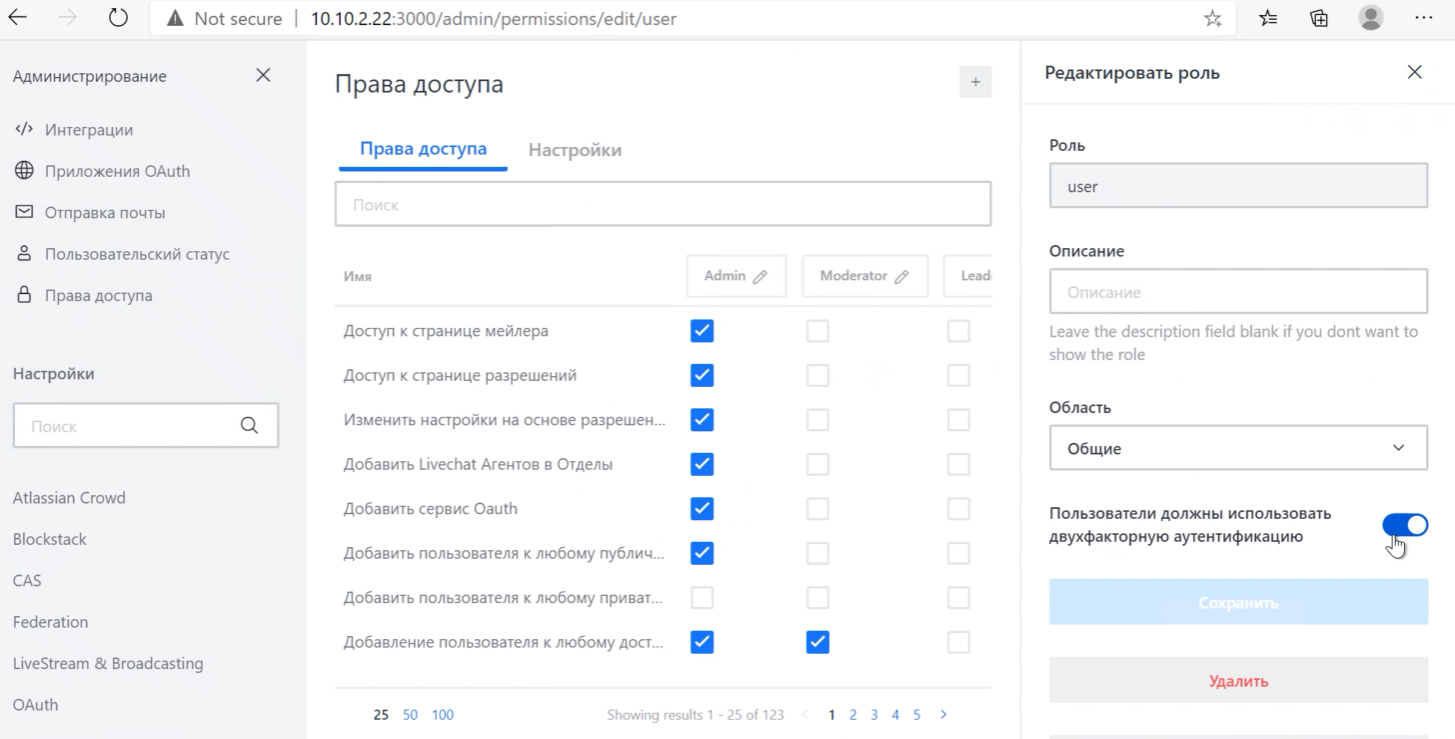 Not secure | 10.10.2.22:3000/admin/permissions/edit/user
Администрирование
Интеграции
Приложения OAuth
Отправка почты
Пользовательский статус
Права доступа
Настройки
Поиск
Atlassian Crowd
Blockstack
CAS
Federation
LiveStream & Broadcasting
OAuth
Права доступа
+
Права доступа Настройки
Поиск
Имя Admin Moderator Lead
Доступ к странице мейлера
Доступ к странице разрешений
Изменить настройки на основе разрешен...
Добавить Livechat Агентов в Отделы
Добавить сервис Oauth
Добавить пользователя к любому публич...
Добавить пользователя к любому приват...
Добавление пользователя к любому дост...
25 50 100 Showing results 1 - 25 of 123 1 2 3 4 5
Редактировать роль
Роль
user
Описание
Описание
Leave the description field blank if you dont want to
show the role
Область
Общие
Пользователи должны использовать
двухфакторную аутентификацию
Сохранить
Удалить